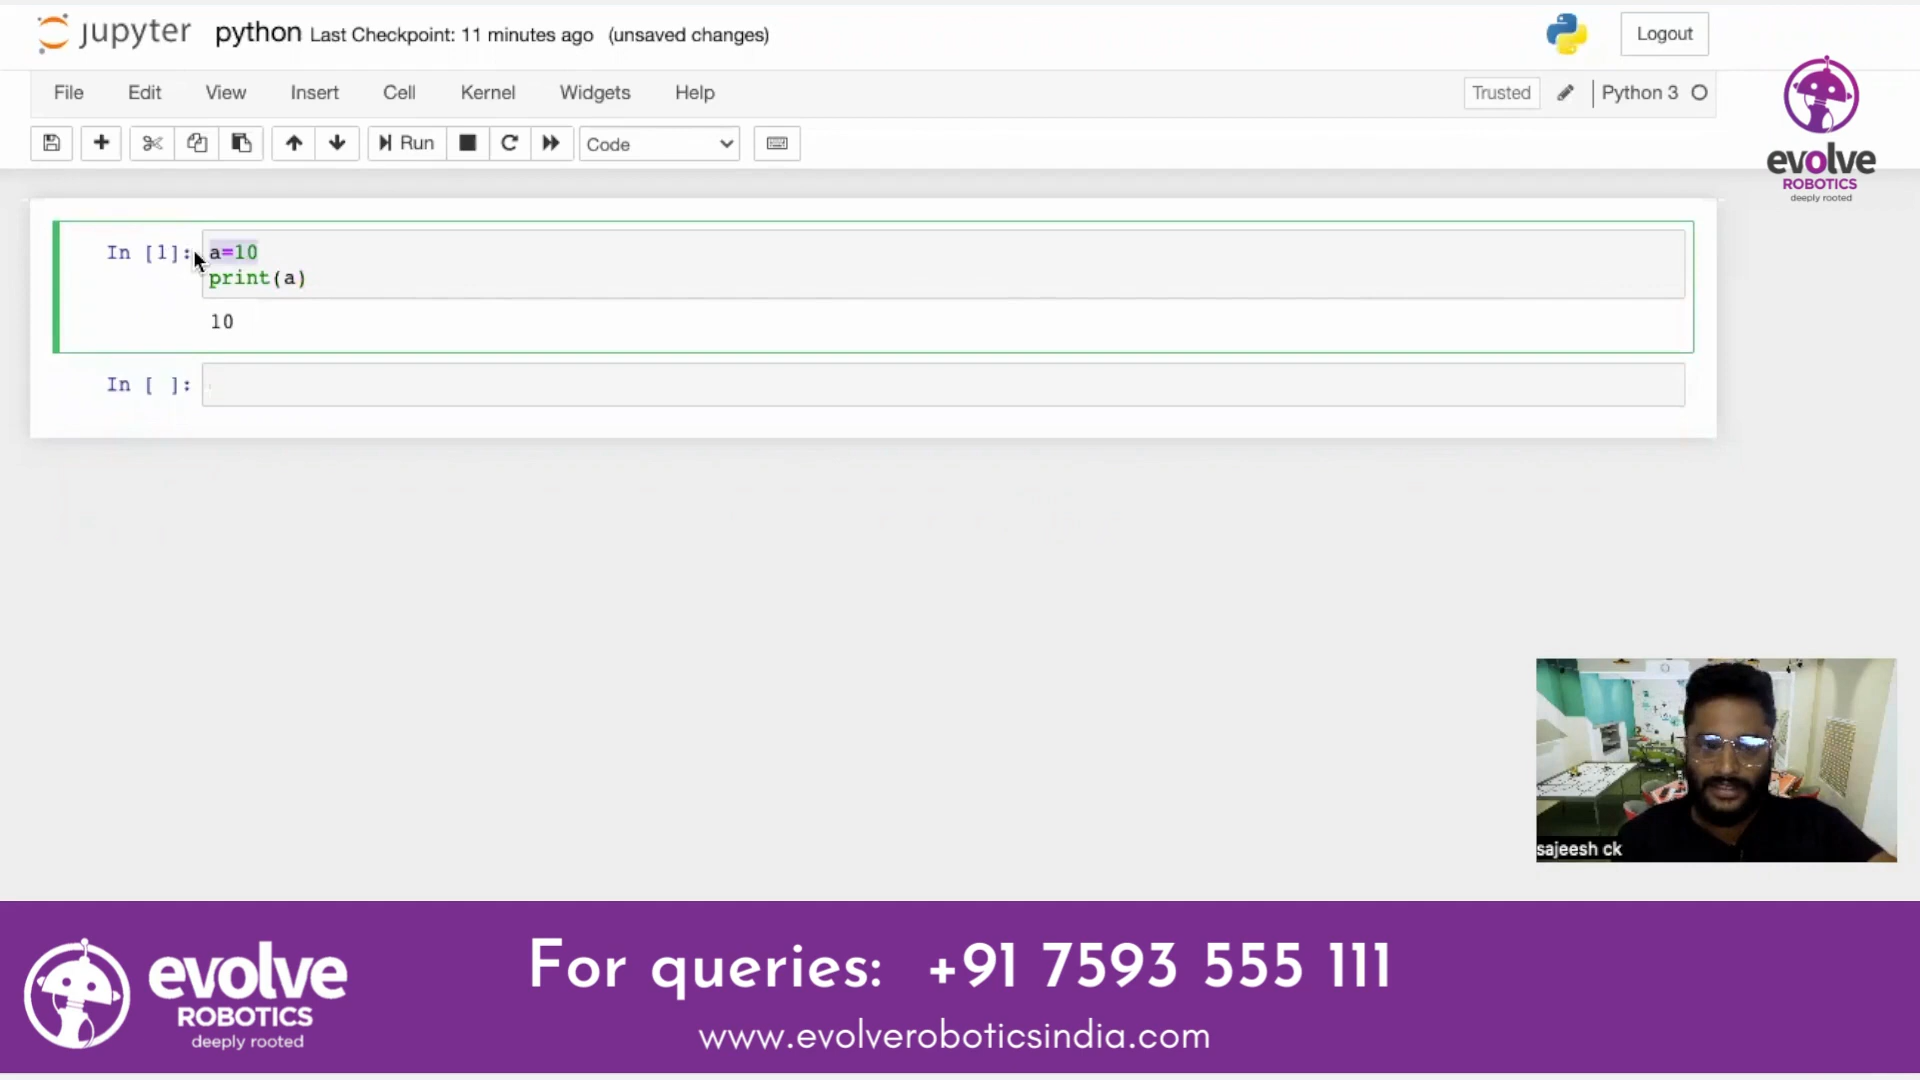 jupyter python Last Checkpoint: 11 minutes ago (unsaved changes)
Logout
File Edit View Insert Cell Kernel Widgets Help
Trusted Python 3
Run Code
evolve
ROBOTICS
deeply rooted
In [1]: a=10
print(a)
10
In [ ]:
sajeesh ck
evolve
ROBOTICS
deeply rooted
For queries: +91 7593 555 111
www.evolveroboticsindia.com